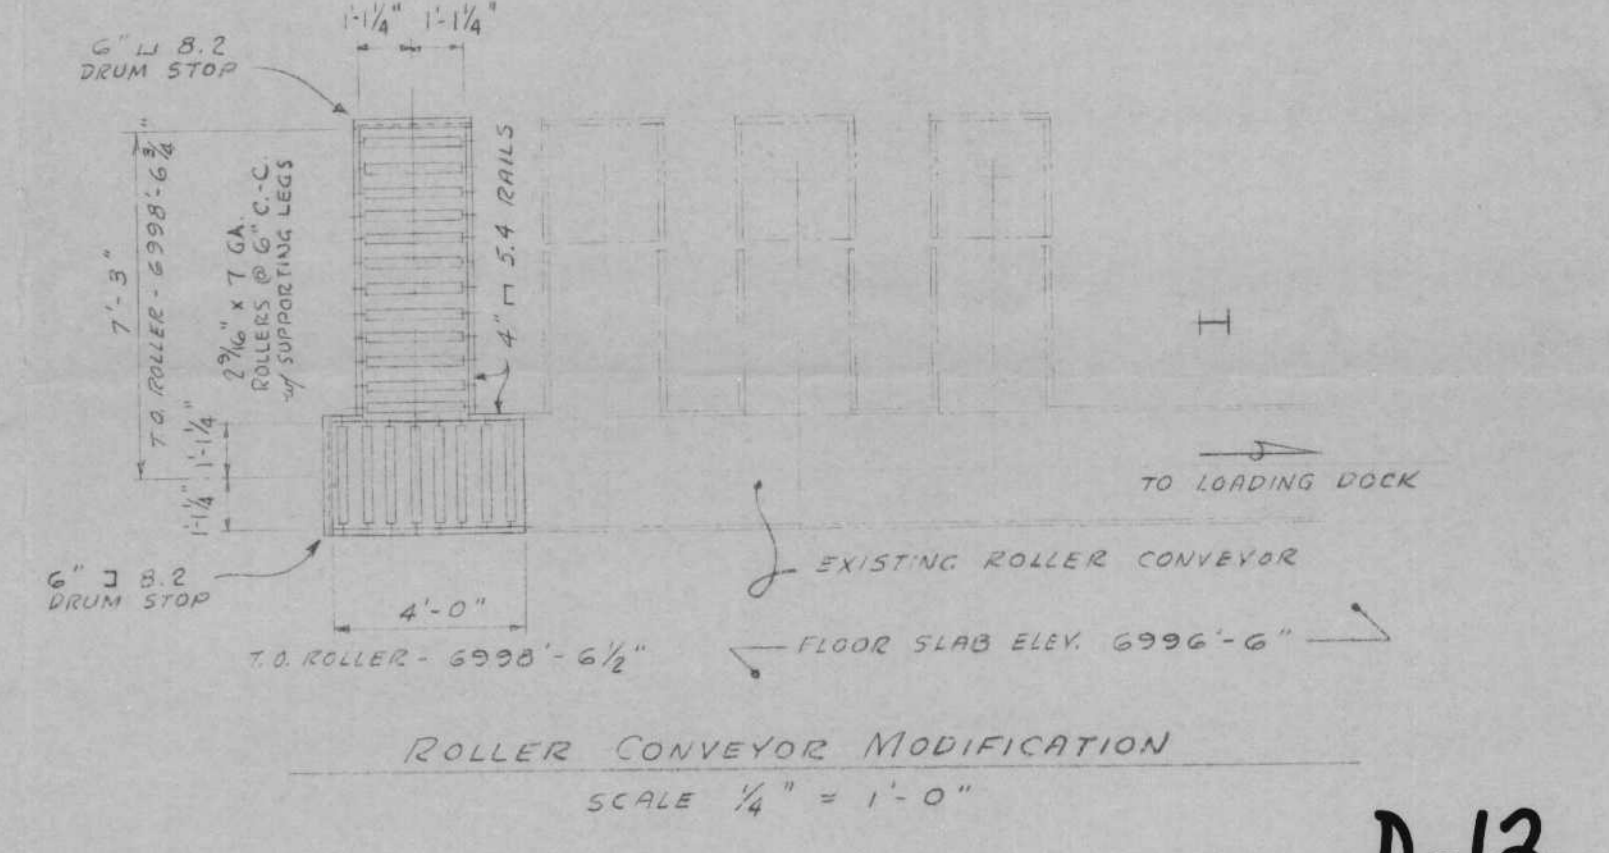 1'-1¼" 1'-1¼"
6" ⊔ 8.2
DRUM STOP
7'-3"
T.O. ROLLER - 6998'-6¾"
2 9/16" x 7 GA.
ROLLERS @ 6" C.-C.
w/ SUPPORTING LEGS
4" ⊓ 5.4 RAILS
1'-1¼"
1'-1¼"
TO LOADING DOCK
6" ⊐ 8.2
DRUM STOP
4'-0"
T.O. ROLLER - 6998'-6½"
EXISTING ROLLER CONVEYOR
FLOOR SLAB ELEV. 6996'-6"
ROLLER CONVEYOR MODIFICATION
SCALE ¼" = 1'-0"
D-12